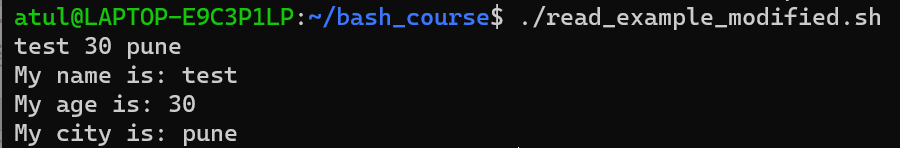 atul@LAPTOP-E9C3P1LP:~/bash_course$ ./read_example_modified.sh
test 30 pune
My name is: test
My age is: 30
My city is: pune